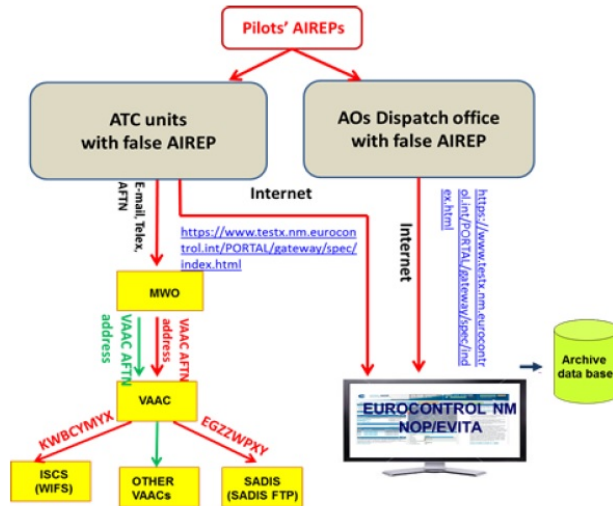 Pilots' AIREPs
ATC units
with false AIREP
AOs Dispatch office
with false AIREP
E-mail, Telex,
AFTN
Internet
https://www.testx.nm.eurocon
trol.int/PORTAL/gateway/spec/
index.html
Internet
https://www.testx.nm.eurocontr
ol.int/PORTAL/gateway/spec/ind
ex.html
MWO
VAAC AFTN
address
VAAC AFTN
address
VAAC
Archive
data base
EUROCONTROL NM
NOP/EVITA
KWBCYMYX
EGZZWPXY
ISCS
(WIFS)
OTHER
VAACs
SADIS
(SADIS FTP)